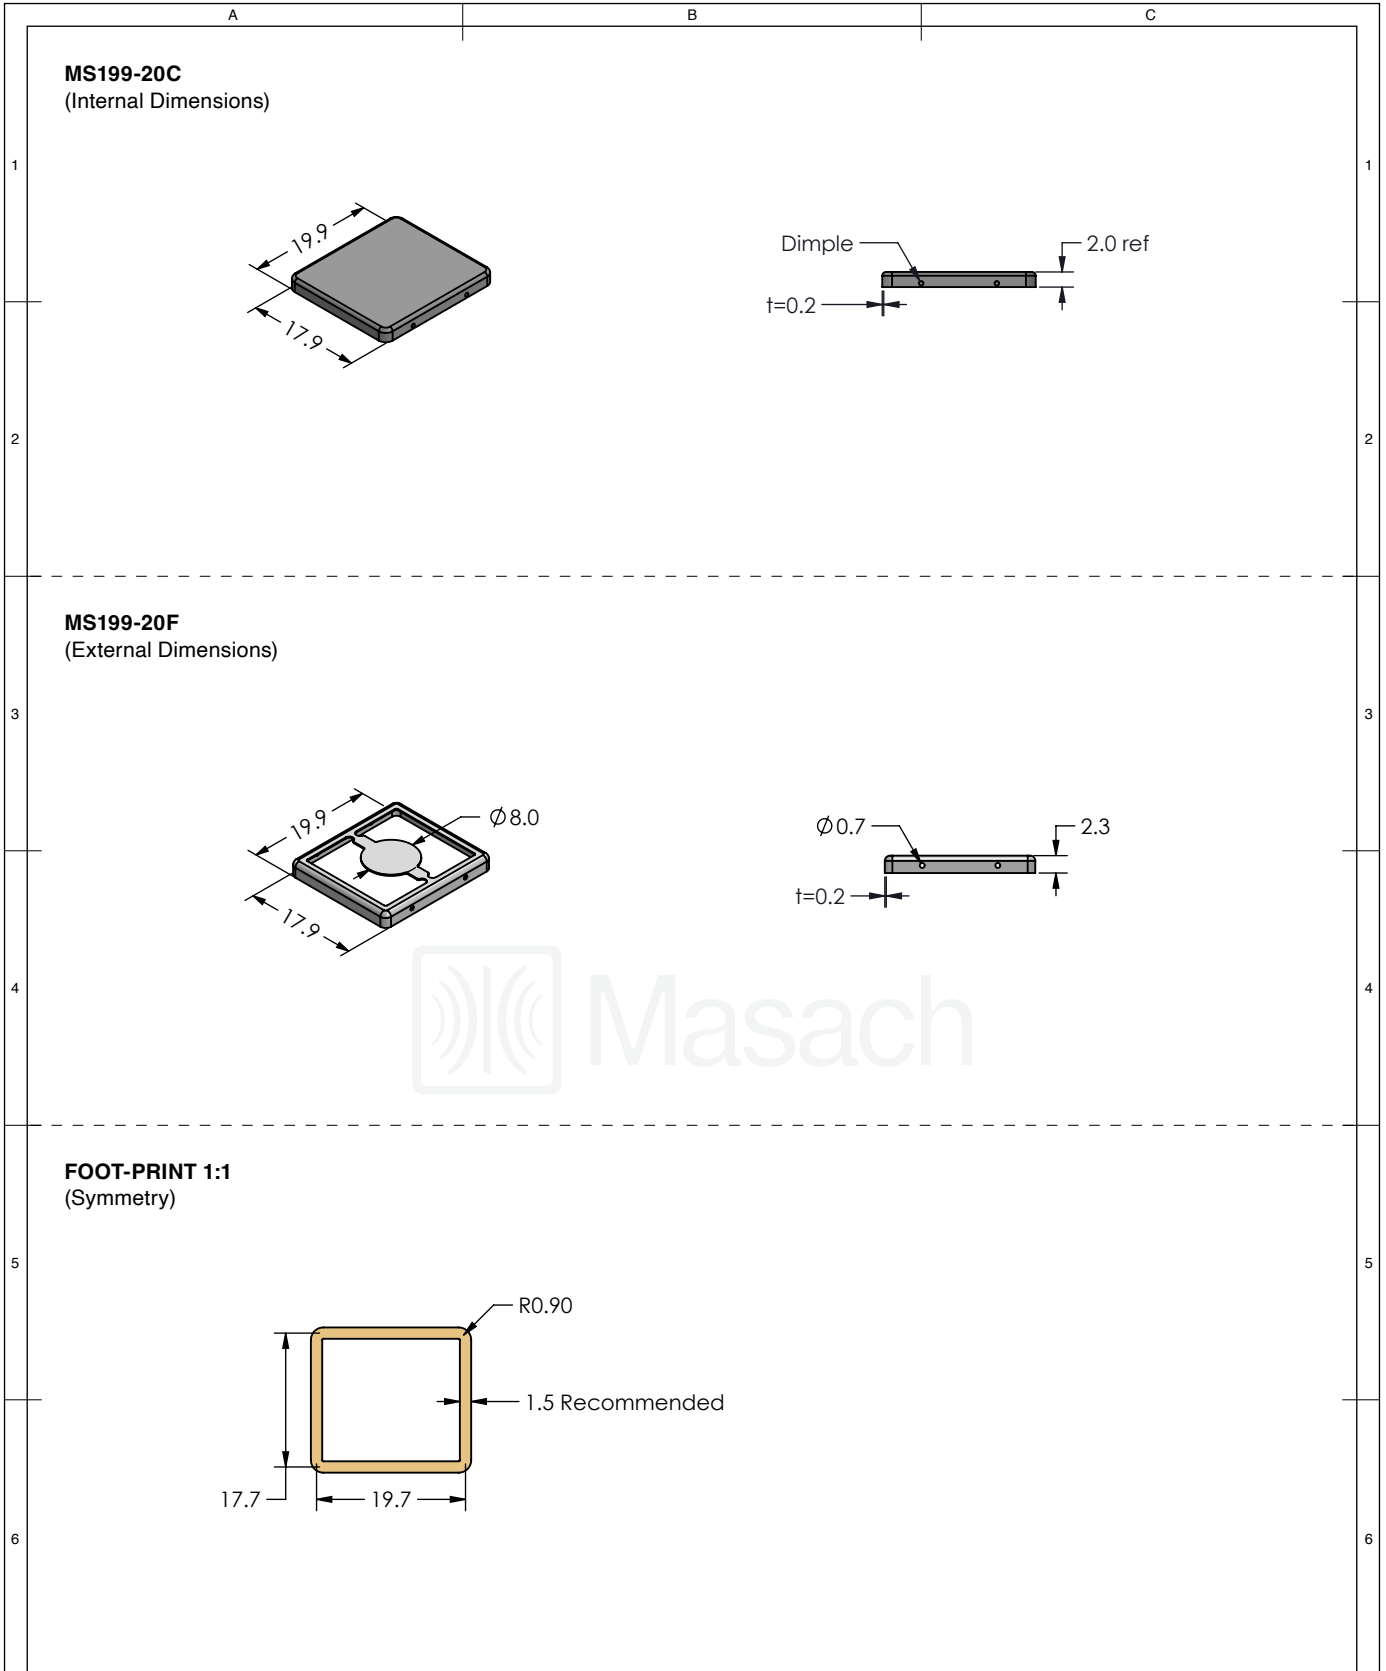 A B C
MS199-20C
(Internal Dimensions)
1 1
19.9
17.9
Dimple
2.0 ref
t=0.2
2 2
MS199-20F
(External Dimensions)
3 3
19.9
Ø8.0
17.9
Ø0.7
2.3
t=0.2
4 4
Masach
FOOT-PRINT 1:1
(Symmetry)
5 5
R0.90
1.5 Recommended
17.7
19.7
6 6